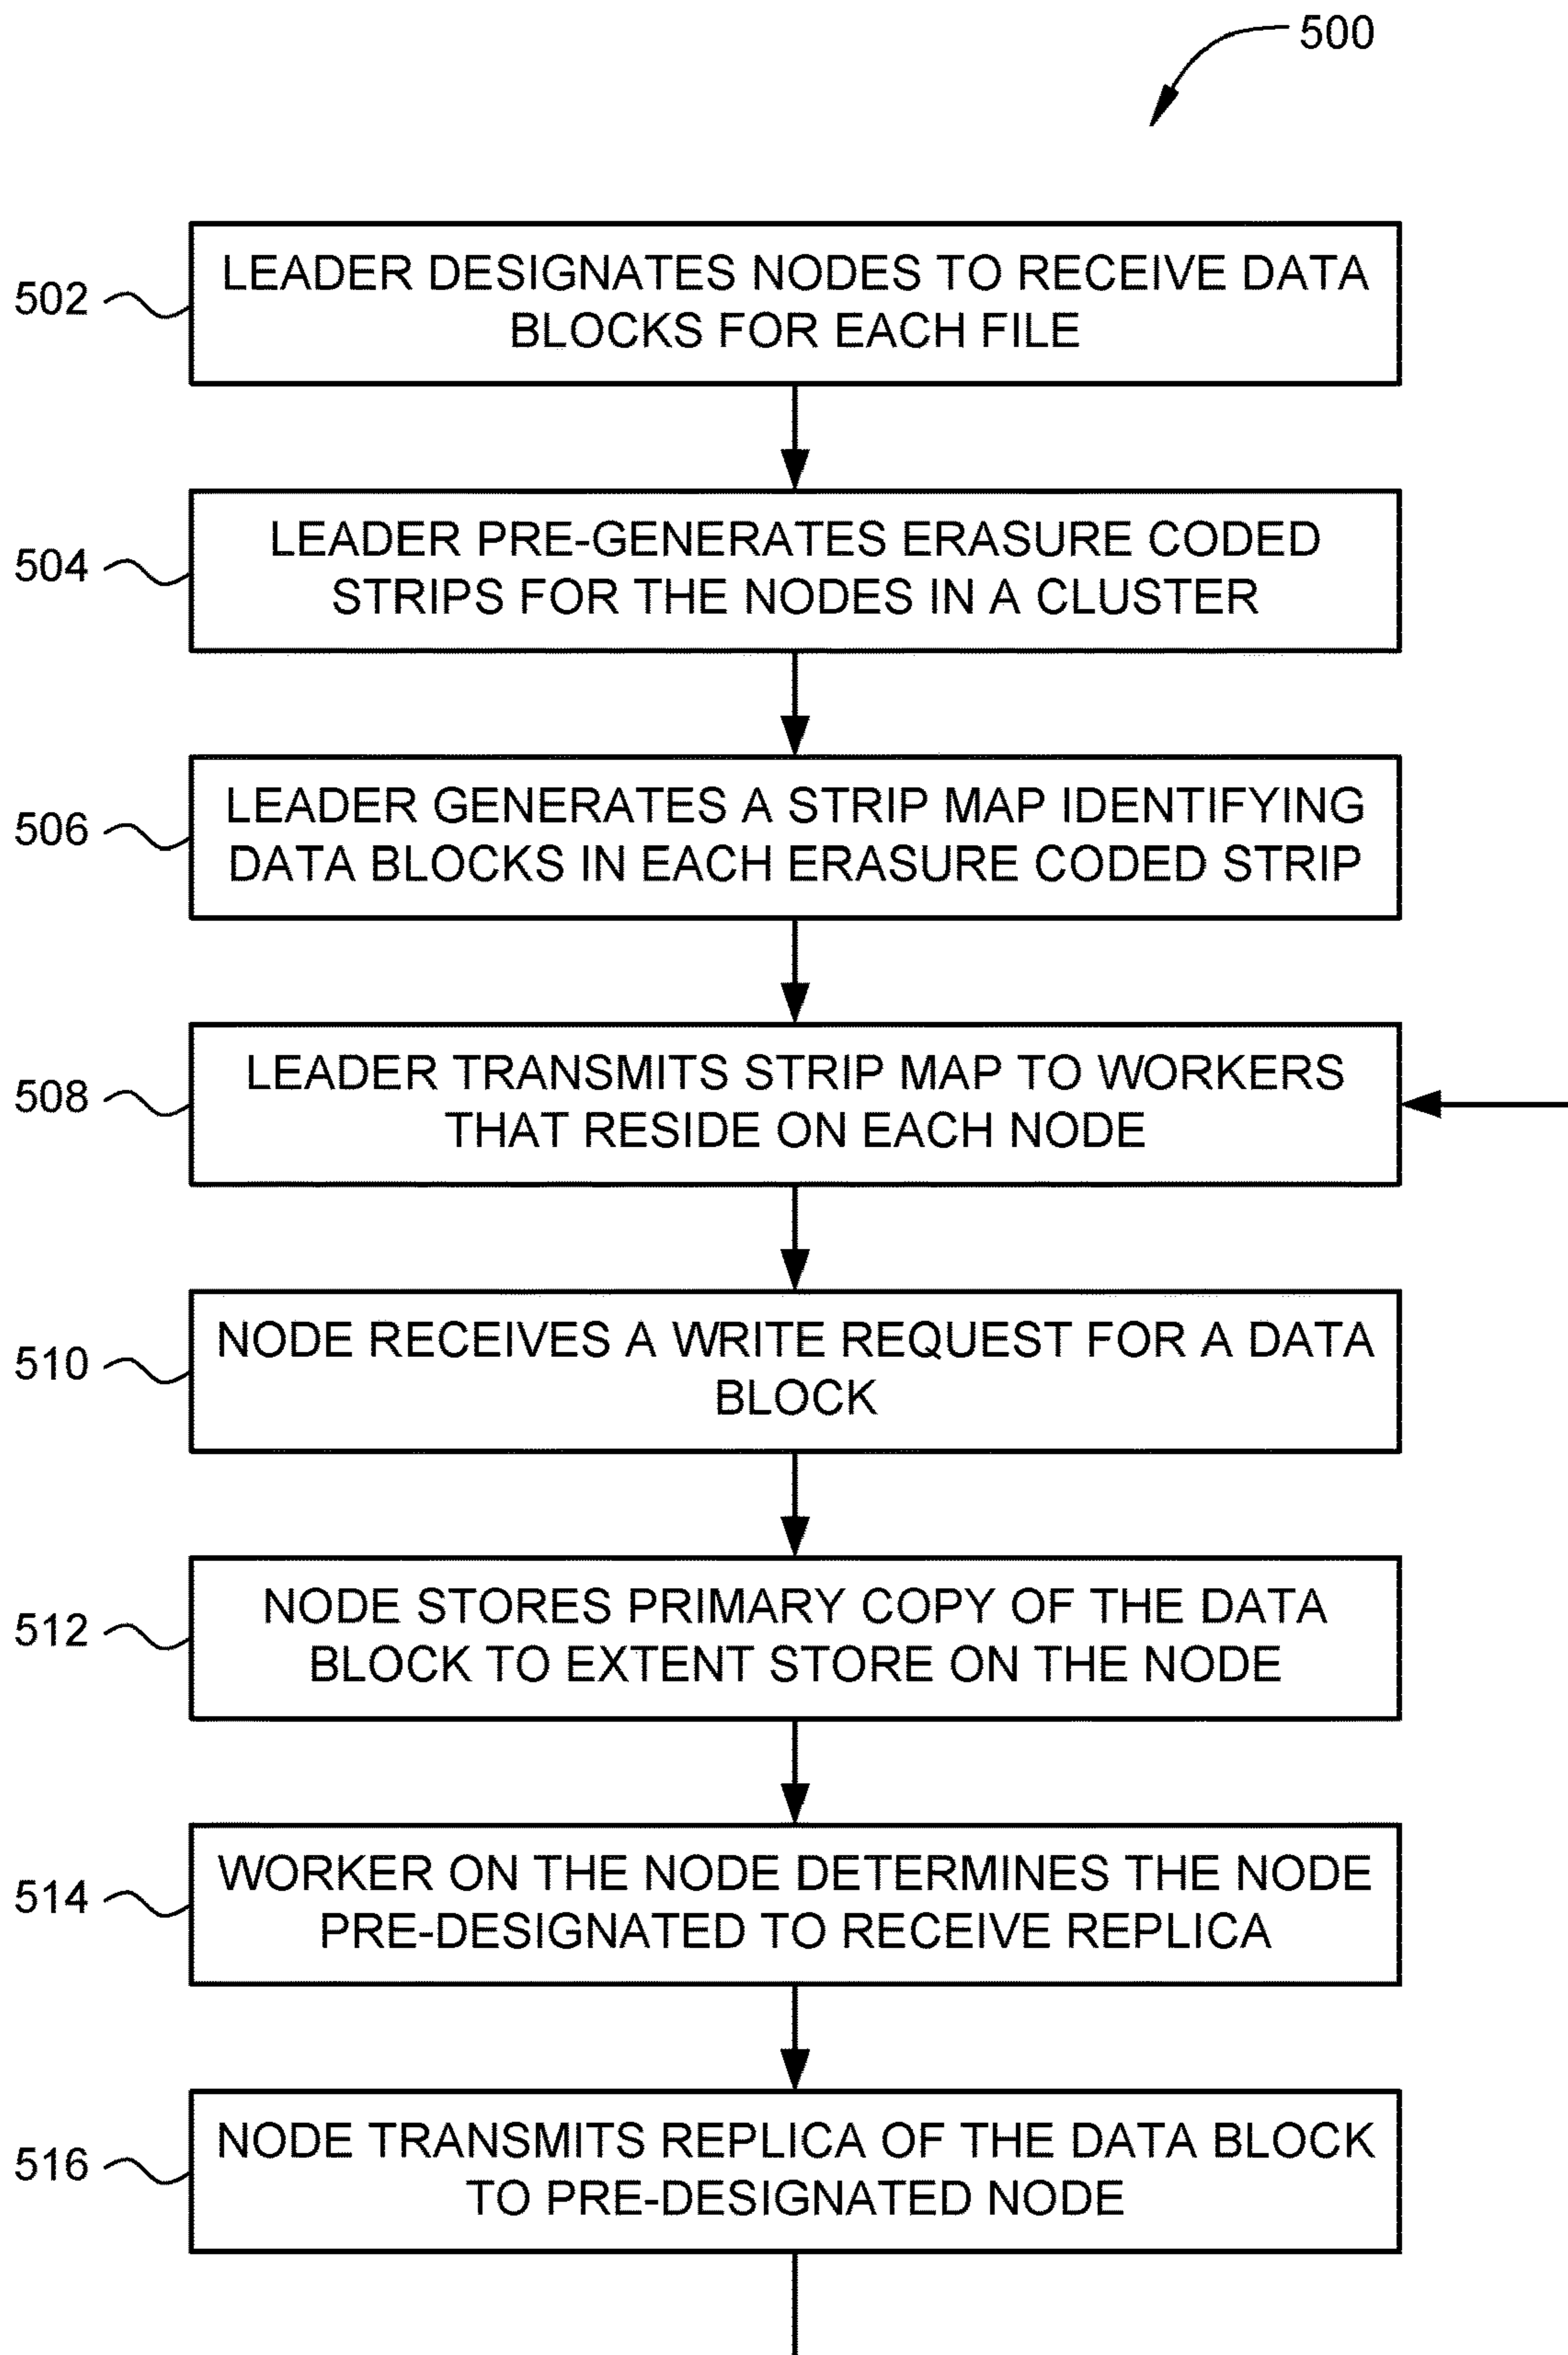 500
502
LEADER DESIGNATES NODES TO RECEIVE DATA
BLOCKS FOR EACH FILE
504
LEADER PRE-GENERATES ERASURE CODED
STRIPS FOR THE NODES IN A CLUSTER
506
LEADER GENERATES A STRIP MAP IDENTIFYING
DATA BLOCKS IN EACH ERASURE CODED STRIP
508
LEADER TRANSMITS STRIP MAP TO WORKERS
THAT RESIDE ON EACH NODE
510
NODE RECEIVES A WRITE REQUEST FOR A DATA
BLOCK
512
NODE STORES PRIMARY COPY OF THE DATA
BLOCK TO EXTENT STORE ON THE NODE
514
WORKER ON THE NODE DETERMINES THE NODE
PRE-DESIGNATED TO RECEIVE REPLICA
516
NODE TRANSMITS REPLICA OF THE DATA BLOCK
TO PRE-DESIGNATED NODE